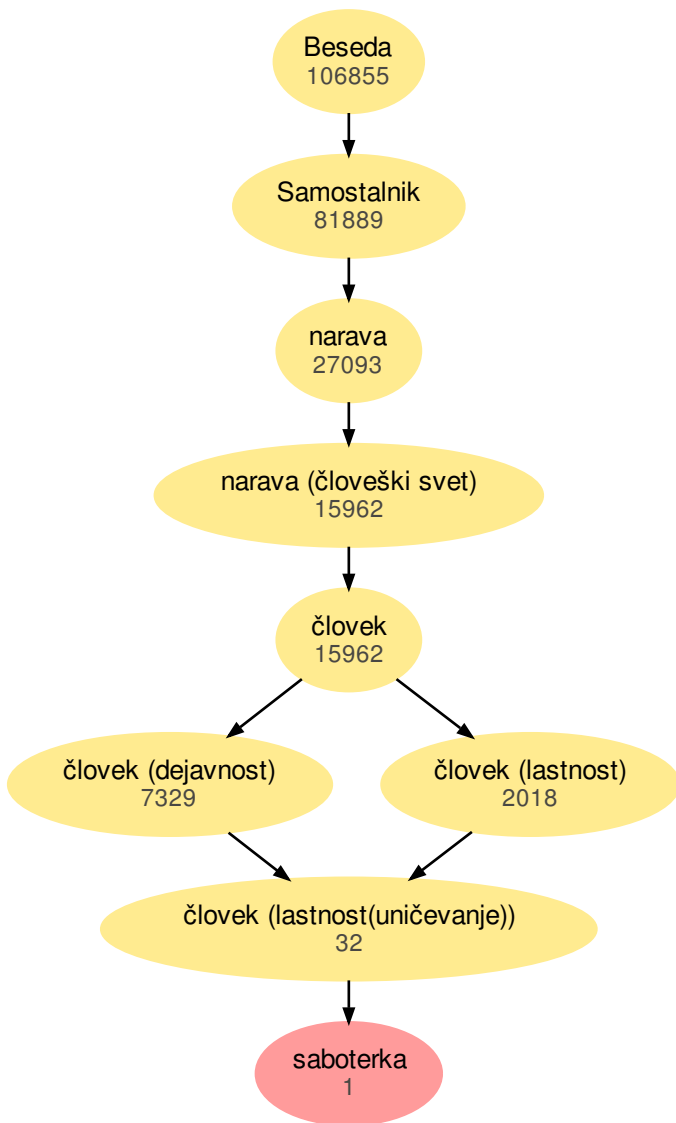 Beseda
106855
Samostalnik
81889
narava
27093
narava (človeški svet)
15962
človek
15962
človek (dejavnost)
7329
človek (lastnost)
2018
človek (lastnost(uničevanje))
32
saboterka
1